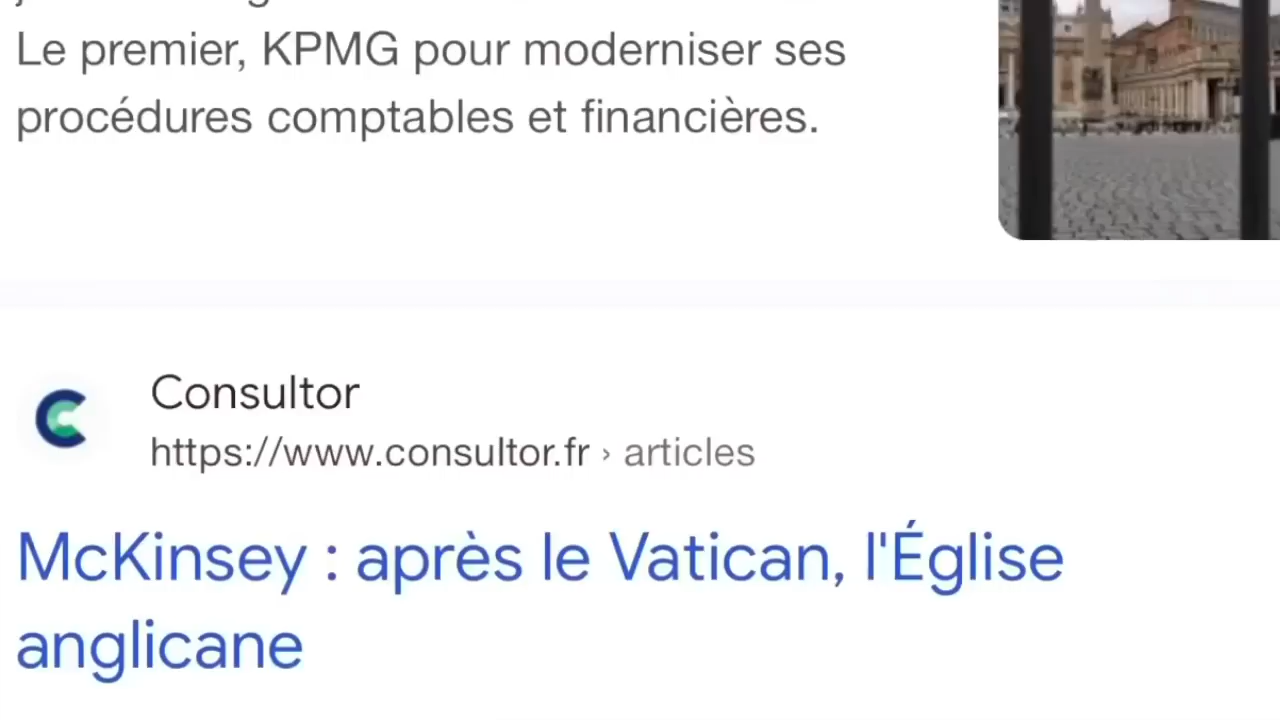 Le premier, KPMG pour moderniser ses
procédures comptables et financières.
Consultor
https://www.consultor.fr › articles
McKinsey : après le Vatican, l'Église
anglicane